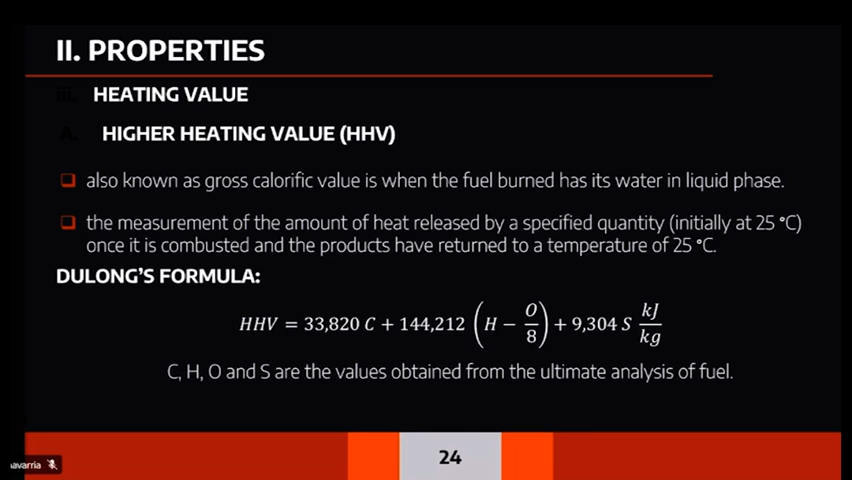 II. PROPERTIES
iii. HEATING VALUE
A. HIGHER HEATING VALUE (HHV)
also known as gross calorific value is when the fuel burned has its water in liquid phase.
the measurement of the amount of heat released by a specified quantity (initially at 25 °C)
once it is combusted and the products have returned to a temperature of 25 °C.
DULONG'S FORMULA:
HHV = 33,820 C + 144,212 (H − O/8) + 9,304 S kJ/kg
C, H, O and S are the values obtained from the ultimate analysis of fuel.
24